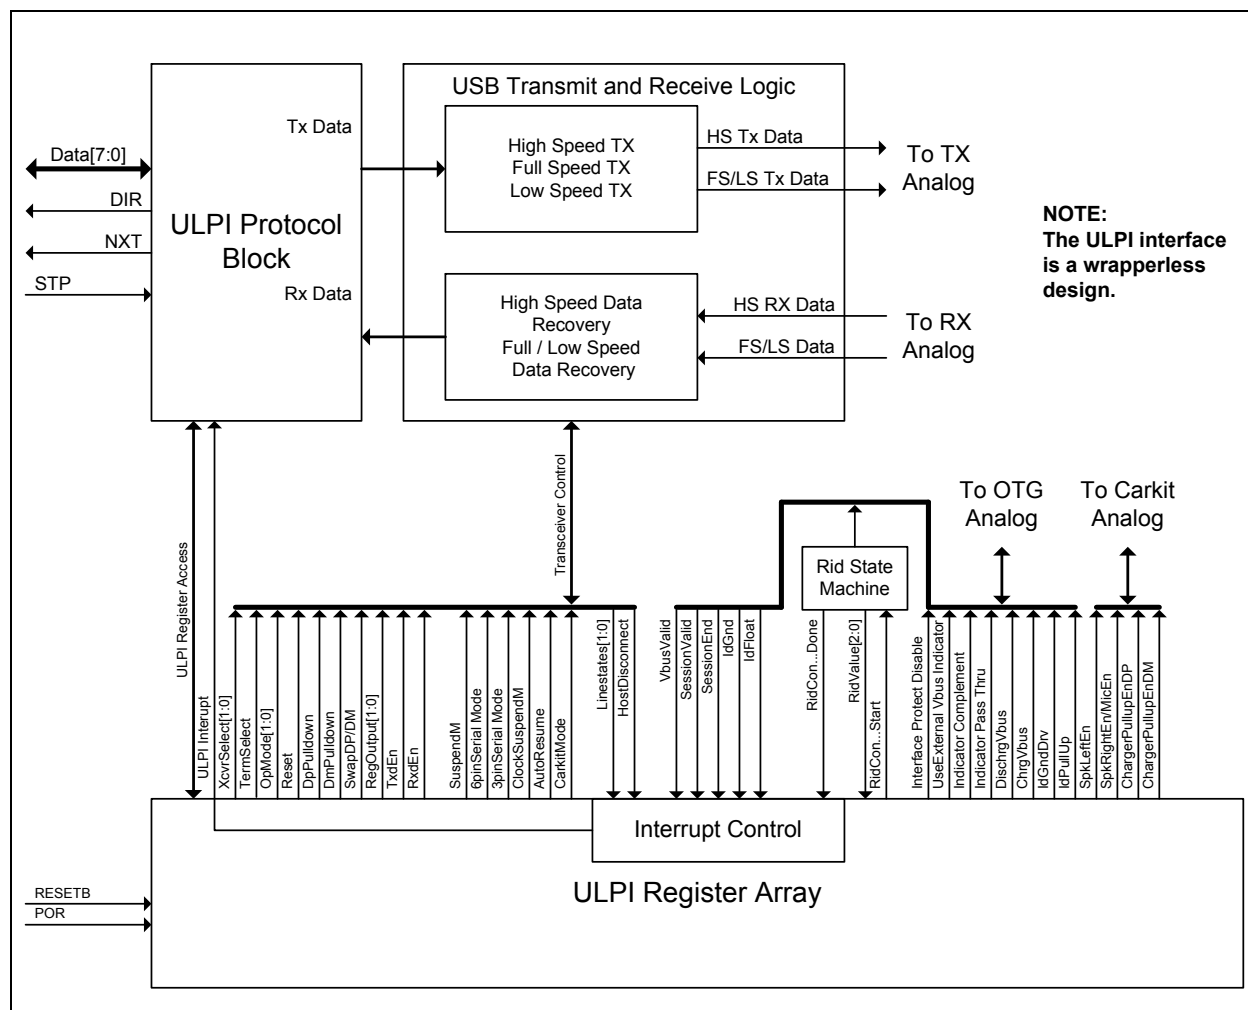 USB Transmit and Receive Logic
Tx Data
High Speed TX
Full Speed TX
Low Speed TX
HS Tx Data
FS/LS Tx Data
To TX
Analog
Data[7:0]
DIR
NXT
STP
ULPI Protocol
Block
Rx Data
High Speed Data
Recovery
Full / Low Speed
Data Recovery
HS RX Data
FS/LS Data
To RX
Analog
NOTE:
The ULPI interface
is a wrapperless
design.
ULPI Register Access
ULPI Interupt
Transceiver Control
To OTG
Analog
To Carkit
Analog
Rid State
Machine
XcvrSelect[1:0]
TermSelect
OpMode[1:0]
Reset
DpPulldown
DmPulldown
SwapDP/DM
RegOutput[1:0]
TxdEn
RxdEn
SuspendM
6pinSerial Mode
3pinSerial Mode
ClockSuspendM
AutoResume
CarkitMode
Linestates[1:0]
HostDisconnect
VbusValid
SessionValid
SessionEnd
IdGnd
IdFloat
RidCon...Done
RidValue[2:0]
RidCon...Start
Interface Protect Disable
UseExternal Vbus Indicator
Indicator Complement
Indicator Pass Thru
DischrgVbus
ChrgVbus
IdGndDrv
IdPullUp
SpkLeftEn
SpkRightEn/MicEn
ChargerPullupEnDP
ChargerPullupEnDM
Interrupt Control
ULPI Register Array
RESETB
POR